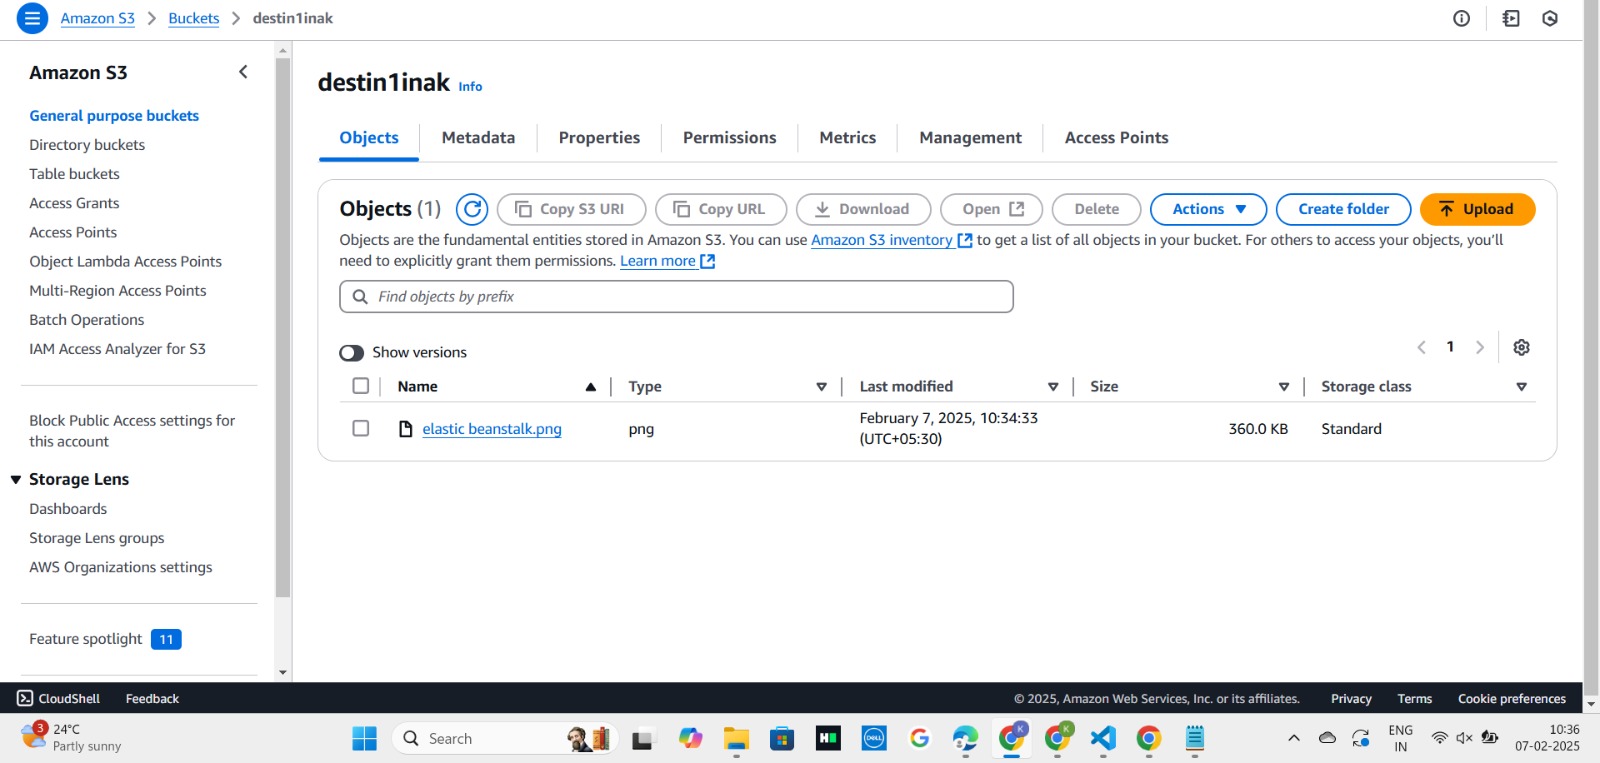 Amazon S3 > Buckets > destin1inak
Amazon S3
General purpose buckets
Directory buckets
Table buckets
Access Grants
Access Points
Object Lambda Access Points
Multi-Region Access Points
Batch Operations
IAM Access Analyzer for S3
Block Public Access settings for
this account
Storage Lens
Dashboards
Storage Lens groups
AWS Organizations settings
Feature spotlight 11
destin1inak Info
Objects Metadata Properties Permissions Metrics Management Access Points
Objects (1) Copy S3 URI Copy URL Download Open Delete Actions Create folder Upload
Objects are the fundamental entities stored in Amazon S3. You can use Amazon S3 inventory to get a list of all objects in your bucket. For others to access your objects, you'll
need to explicitly grant them permissions. Learn more
Find objects by prefix
Show versions
1
Name Type Last modified Size Storage class
elastic beanstalk.png png February 7, 2025, 10:34:33 (UTC+05:30) 360.0 KB Standard
CloudShell Feedback © 2025, Amazon Web Services, Inc. or its affiliates. Privacy Terms Cookie preferences
3
24°C
Partly sunny
Search
DELL
K
K
ENG
IN
10:36
07-02-2025